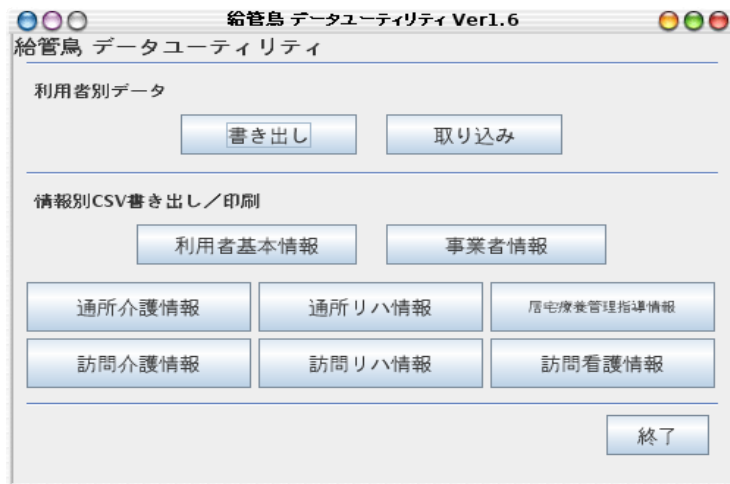 給管鳥 データユーティリティ Ver1.6
給管鳥 データユーティリティ
利用者別データ
書き出し 取り込み
情報別CSV書き出し／印刷
利用者基本情報 事業者情報
通所介護情報 通所リハ情報 居宅療養管理指導情報
訪問介護情報 訪問リハ情報 訪問看護情報
終了